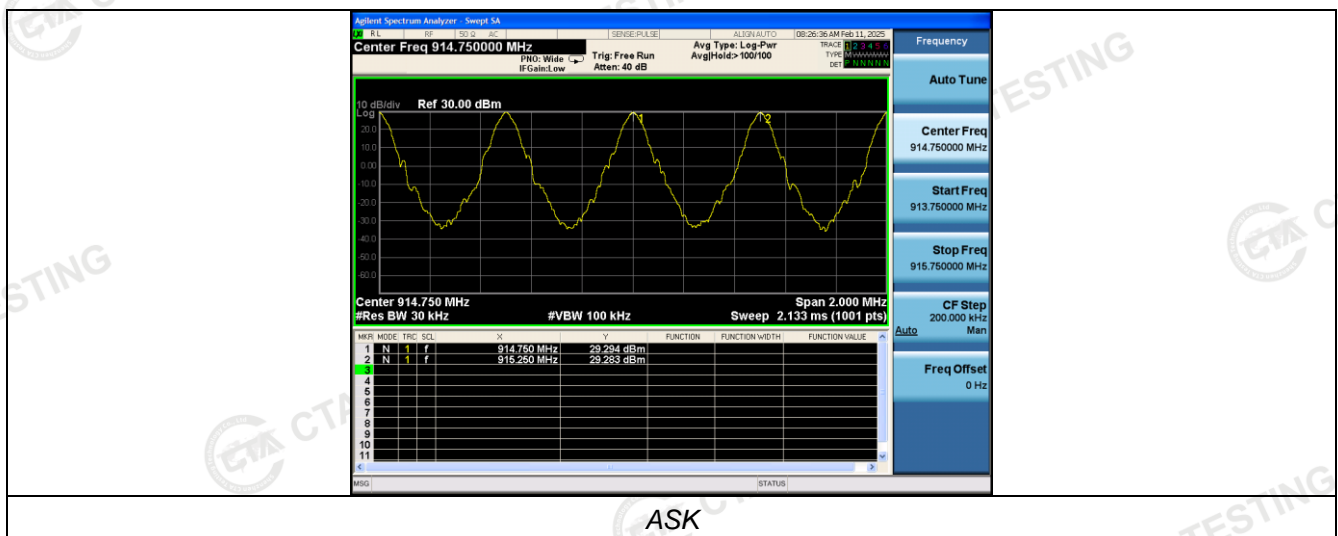 Agilent Spectrum Analyzer - Swept SA
RL RF 50 Ω AC SENSE:PULSE ALIGN AUTO 08:26:36 AM Feb 11, 2025
Center Freq 914.750000 MHz
PNO: Wide
IFGain:Low
Trig: Free Run
Atten: 40 dB
Avg Type: Log-Pwr
Avg|Hold:> 100/100
TRACE 1 2 3 4 5 6
TYPE M
DET P N N N N N
10 dB/div Ref 30.00 dBm
Log
20.0
10.0
0.00
-10.0
-20.0
-30.0
-40.0
-50.0
-60.0
Center 914.750 MHz Span 2.000 MHz
#Res BW 30 kHz #VBW 100 kHz Sweep 2.133 ms (1001 pts)
MKR MODE TRC SCL X Y FUNCTION FUNCTION WIDTH FUNCTION VALUE
1 N 1 f 914.750 MHz 29.294 dBm
2 N 1 f 915.250 MHz 29.283 dBm
3
4
5
6
7
8
9
10
11
MSG STATUS
Frequency
Auto Tune
Center Freq
914.750000 MHz
Start Freq
913.750000 MHz
Stop Freq
915.750000 MHz
CF Step
200.000 kHz
Auto Man
Freq Offset
0 Hz
ASK